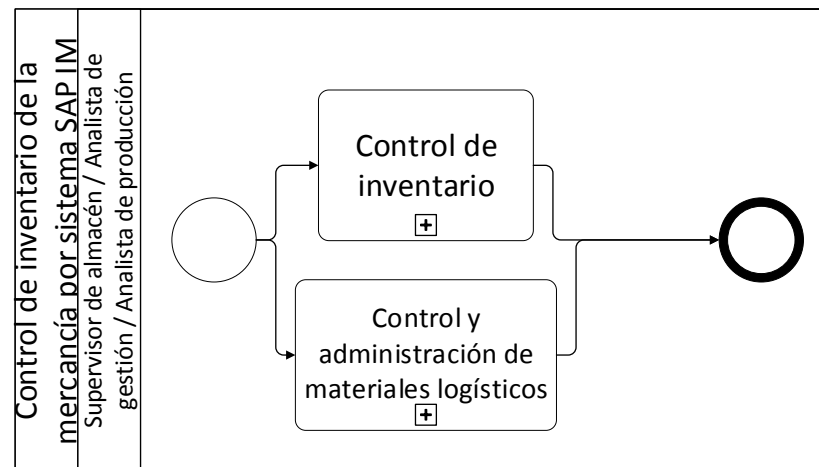 Control de inventario de la
mercancía por sistema SAP IM
Supervisor de almacén / Analista de
gestión / Analista de producción
Control de
inventario
Control y
administración de
materiales logísticos